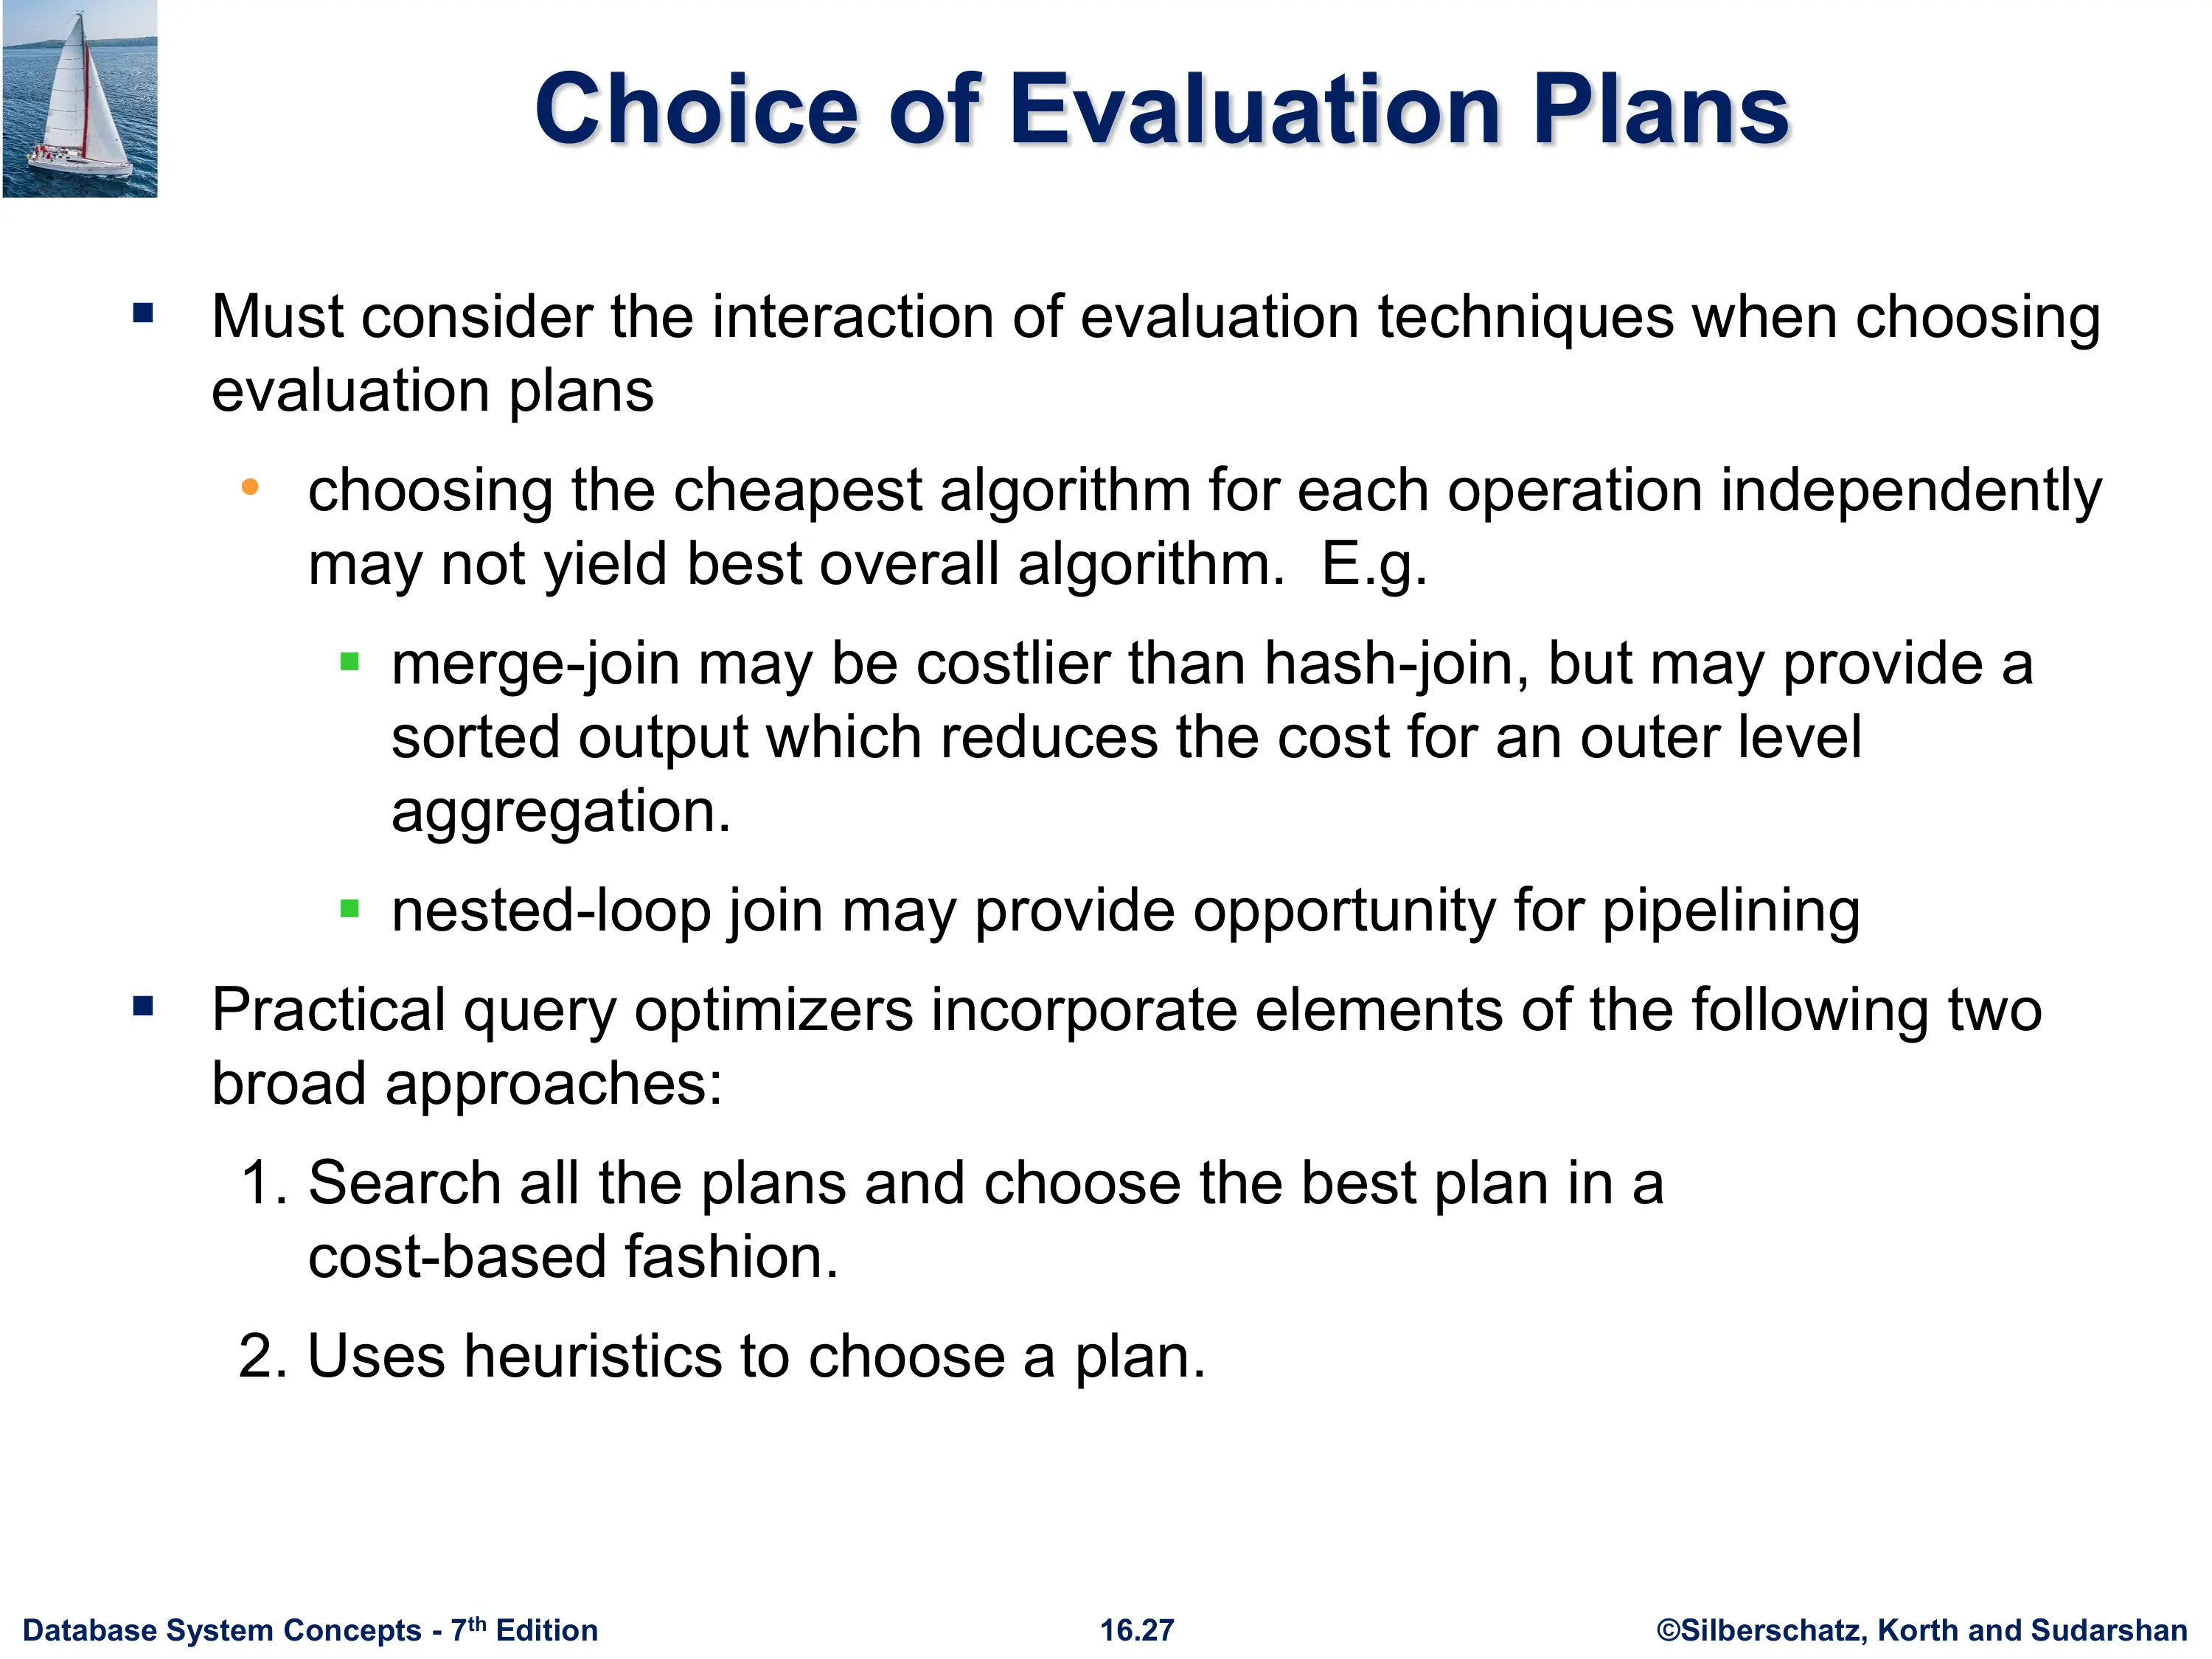 Choice of Evaluation Plans
▪ Must consider the interaction of evaluation techniques when choosing
evaluation plans
• choosing the cheapest algorithm for each operation independently
may not yield best overall algorithm.  E.g.
▪ merge-join may be costlier than hash-join, but may provide a
sorted output which reduces the cost for an outer level
aggregation.
▪ nested-loop join may provide opportunity for pipelining
▪ Practical query optimizers incorporate elements of the following two
broad approaches:
1. Search all the plans and choose the best plan in a
cost-based fashion.
2. Uses heuristics to choose a plan.
Database System Concepts - 7th Edition
16.27
©Silberschatz, Korth and Sudarshan